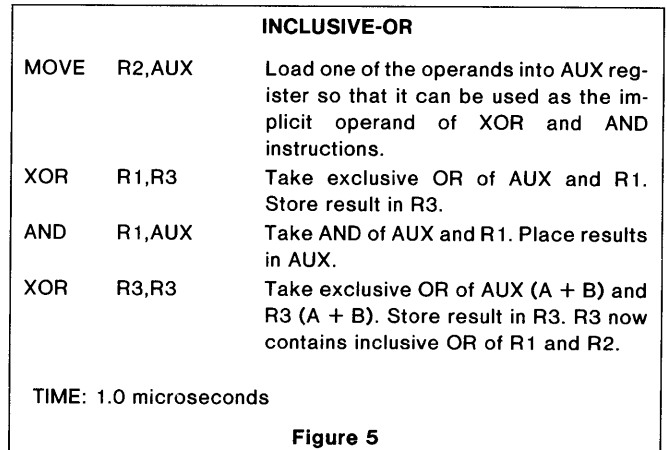 INCLUSIVE-OR
MOVE R2,AUX Load one of the operands into AUX reg-
ister so that it can be used as the im-
plicit operand of XOR and AND
instructions.
XOR R1,R3 Take exclusive OR of AUX and R1.
Store result in R3.
AND R1,AUX Take AND of AUX and R1. Place results
in AUX.
XOR R3,R3 Take exclusive OR of AUX (A + B) and
R3 (A + B). Store result in R3. R3 now
contains inclusive OR of R1 and R2.
TIME: 1.0 microseconds
Figure 5